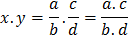 x.y = a/b . c/d = a.c/b.d